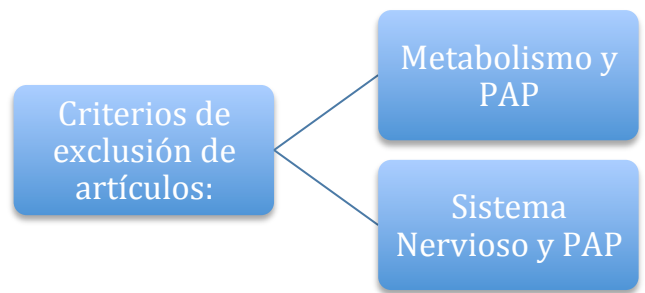 Criterios de
exclusión de
artículos:
Metabolismo y
PAP
Sistema
Nervioso y PAP